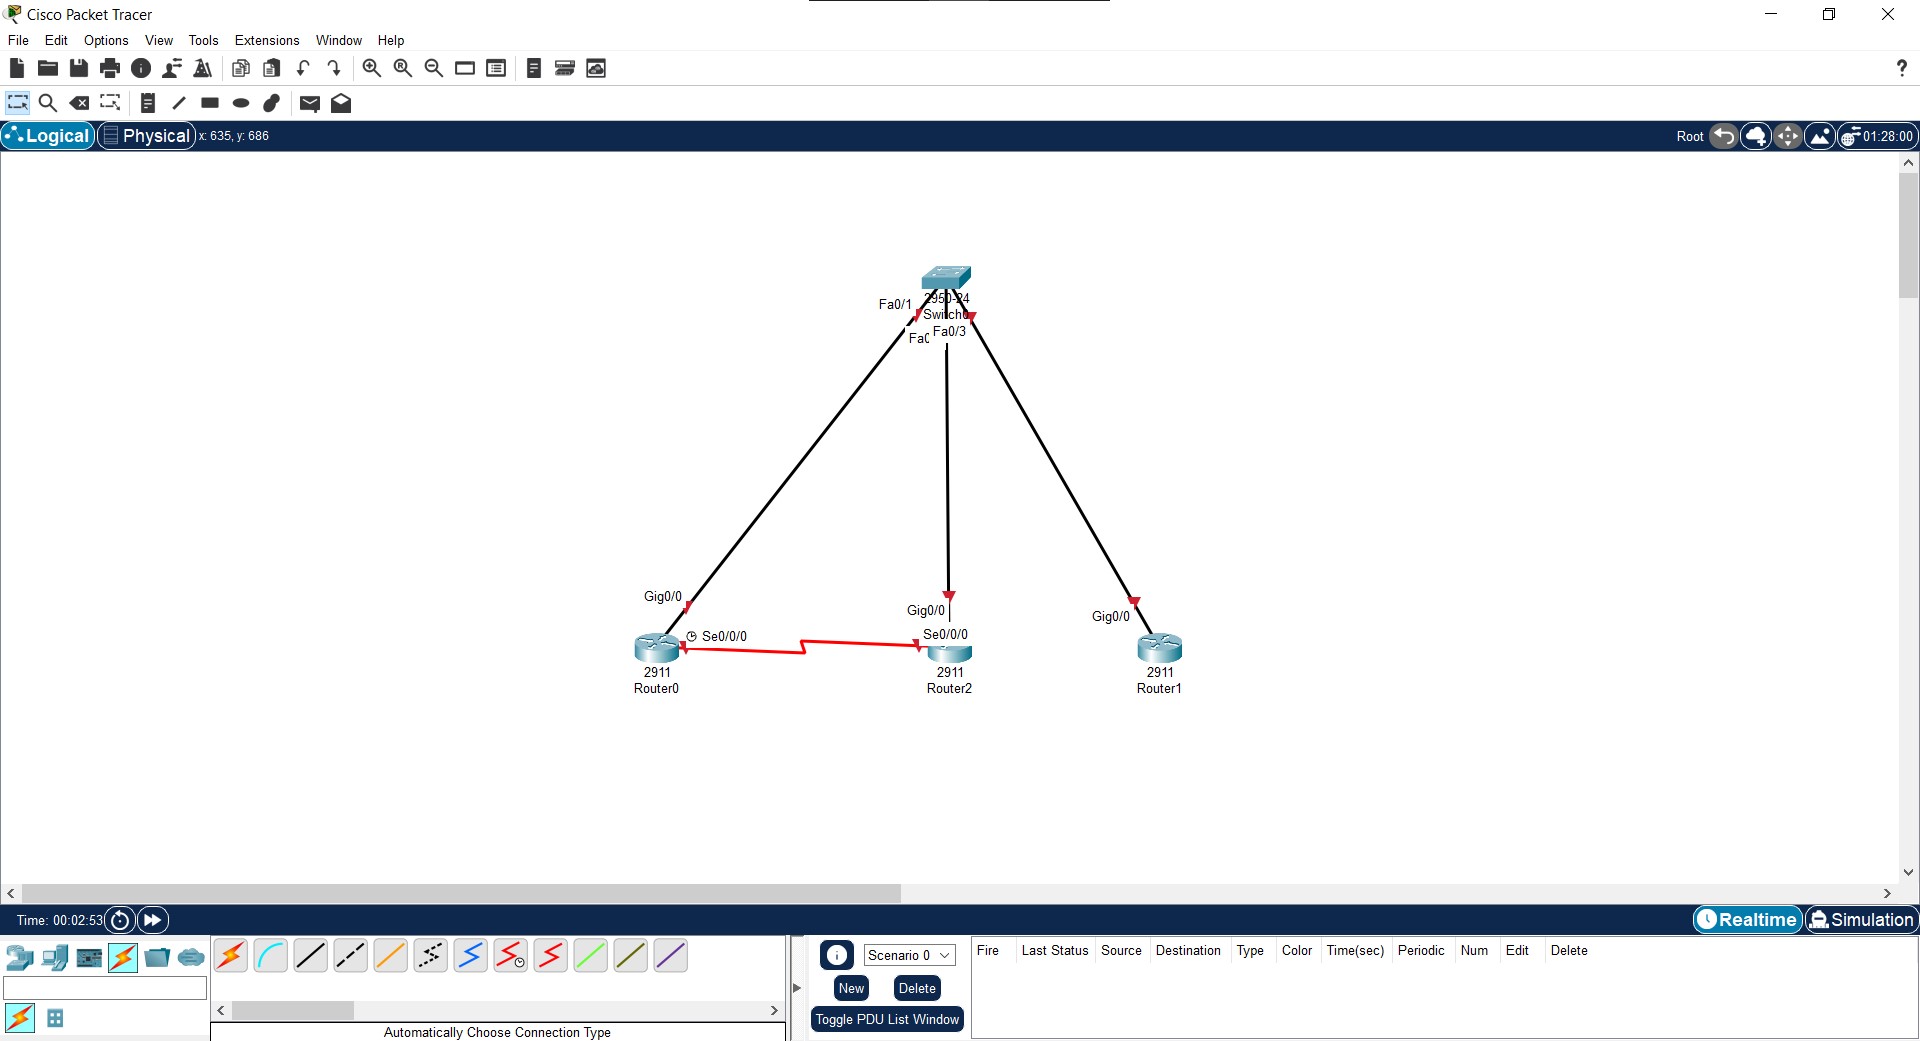 Cisco Packet Tracer
File Edit Options View Tools Extensions Window Help
?
Logical Physical x: 635, y: 686 Root 01:28:00
Fa0/1
2950-24
Switch0
Fa0/3
Fa0
Gig0/0
Gig0/0
Gig0/0
Se0/0/0
Se0/0/0
2911
Router0
2911
Router2
2911
Router1
Time: 00:02:53 Realtime Simulation
Scenario 0
New Delete
Toggle PDU List Window
Fire Last Status Source Destination Type Color Time(sec) Periodic Num Edit Delete
Automatically Choose Connection Type